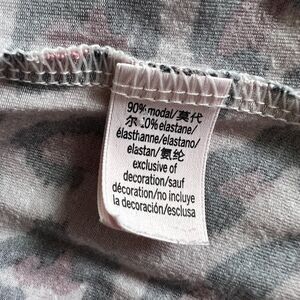 90% modal/莫代
尔 10% elastane/
élasthanne/elastano/
elastan/氨纶
exclusive of
decoration/sauf
décoration/no incluye
la decoración/esclusa